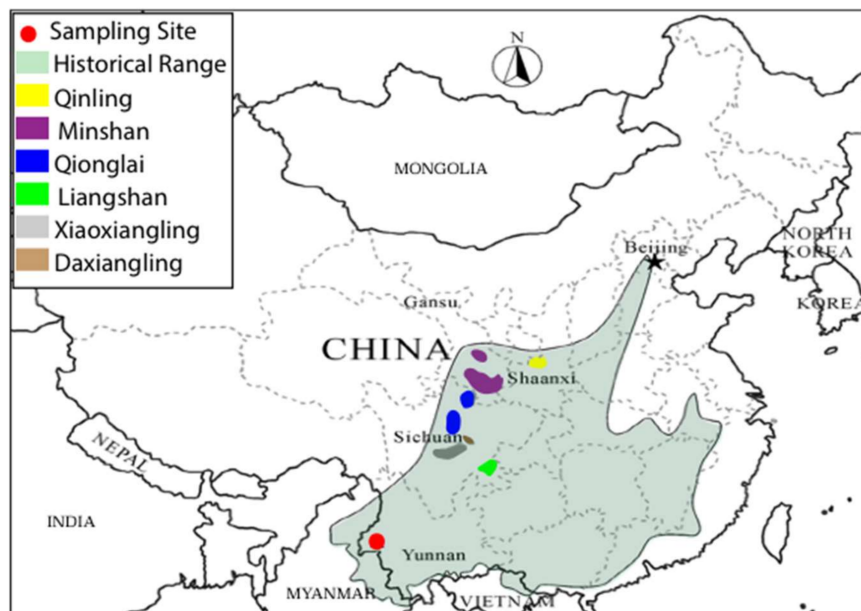 Sampling Site
Historical Range
Qinling
Minshan
Qionglai
Liangshan
Xiaoxiangling
Daxiangling
N
MONGOLIA
Beijing
NORTH
KOREA
KOREA
Gansu
CHINA
Shaanxi
Sichuan
NEPAL
INDIA
Yunnan
MYANMAR
VIETNAM